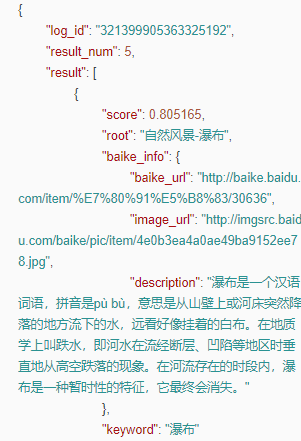 {
"log_id": "321399905363325192",
"result_num": 5,
"result": [
{
"score": 0.805165,
"root": "自然风景-瀑布",
"baike_info": {
"baike_url": "http://baike.baidu.
com/item/%E7%80%91%E5%B8%83/30636",
"image_url": "http://imgsrc.baid
u.com/baike/pic/item/4e0b3ea4a0ae49ba9152ee7
8.jpg",
"description": "瀑布是一个汉语
词语，拼音是pù bù，意思是从山壁上或河床突然降
落的地方流下的水，远看好像挂着的白布。在地质
学上叫跌水，即河水在流经断层、凹陷等地区时垂
直地从高空跌落的现象。在河流存在的时段内，瀑
布是一种暂时性的特征，它最终会消失。"
},
"keyword": "瀑布"